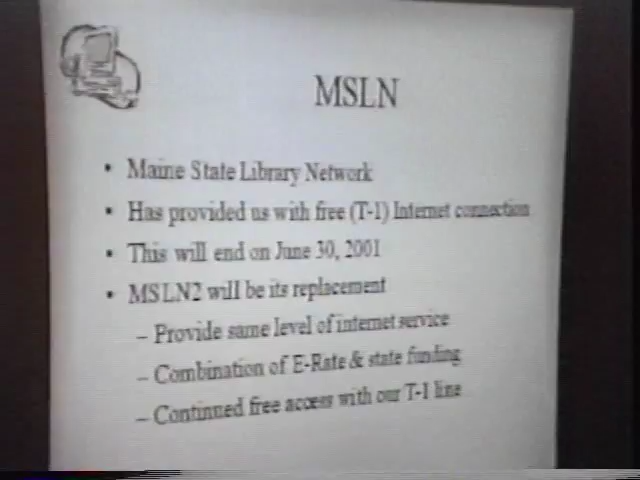 MSLN
• Maine State Library Network
• Has provided us with free (T-1) Internet connection
• This will end on June 30, 2001
• MSLN2 will be its replacement
– Provide same level of internet service
– Combination of E-Rate & state funding
– Continued free access with our T-1 line